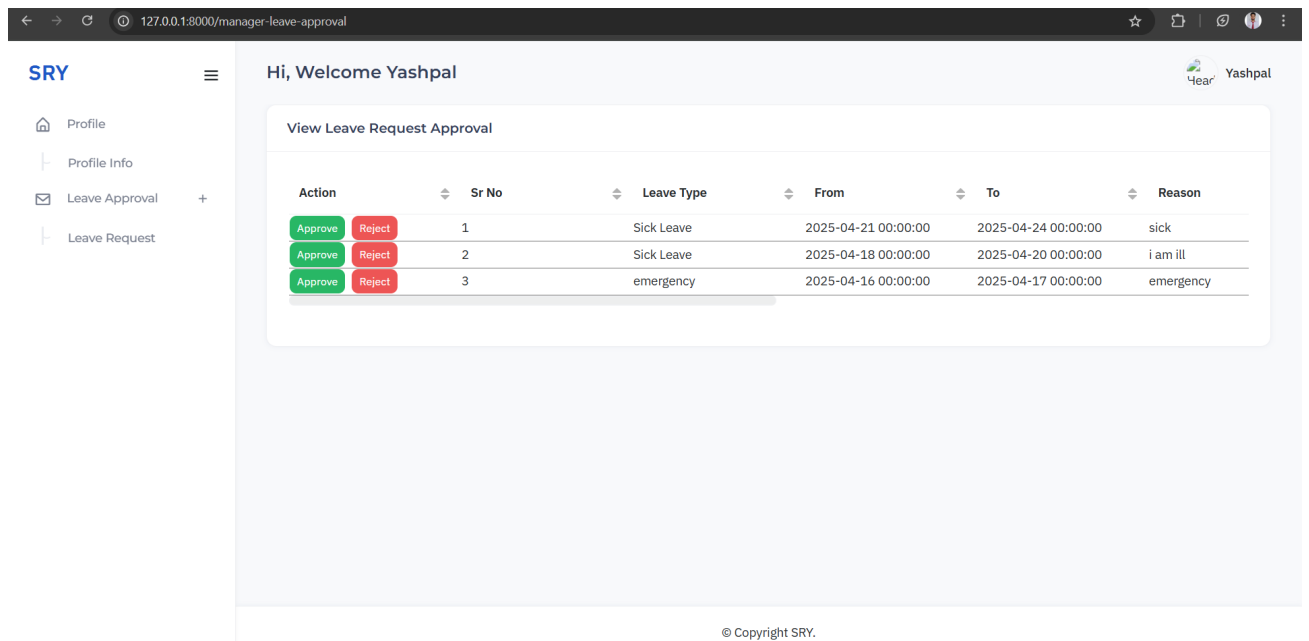 127.0.0.1:8000/manager-leave-approval
SRY
Hi, Welcome Yashpal
Head
Yashpal
Profile
Profile Info
Leave Approval +
Leave Request
View Leave Request Approval
Action Sr No Leave Type From To Reason
Approve Reject 1 Sick Leave 2025-04-21 00:00:00 2025-04-24 00:00:00 sick
Approve Reject 2 Sick Leave 2025-04-18 00:00:00 2025-04-20 00:00:00 i am ill
Approve Reject 3 emergency 2025-04-16 00:00:00 2025-04-17 00:00:00 emergency
© Copyright SRY.